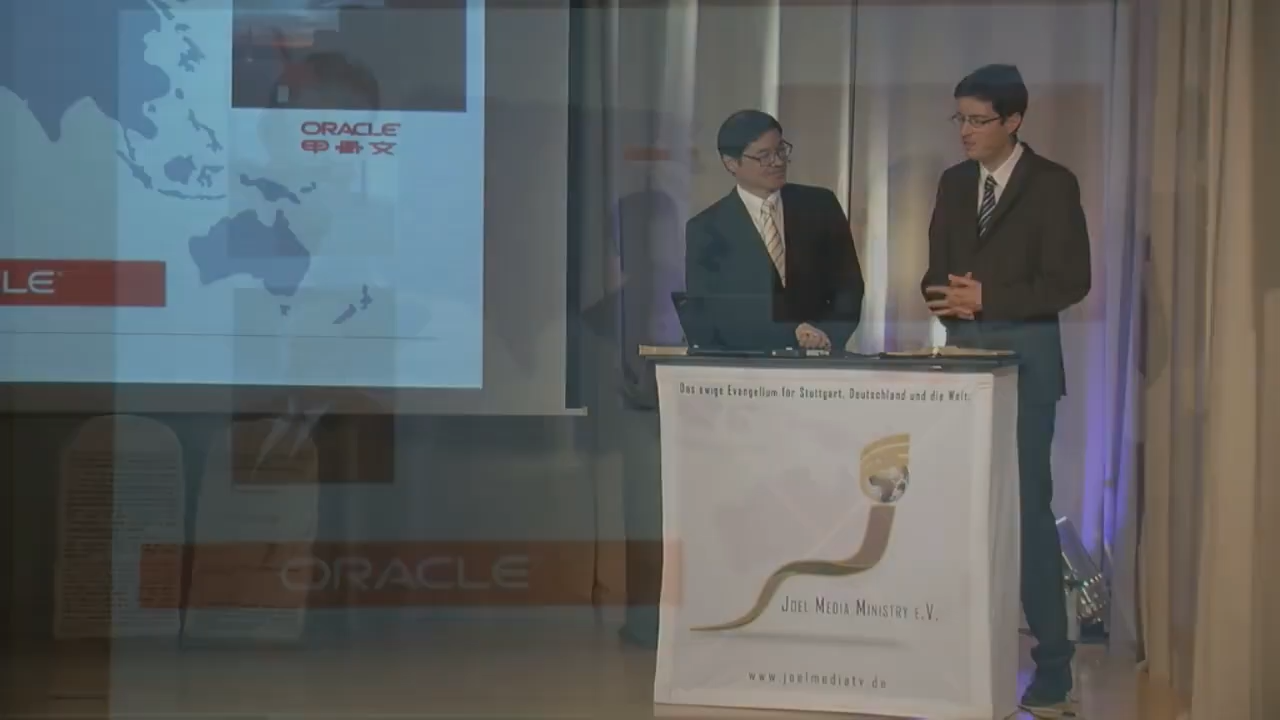 ORACLE
甲骨文
LE
Das ewige Evangelium für Stuttgart, Deutschland und die Welt.
ORACLE
JOEL MEDIA MINISTRY e.V.
www.joelmediatv.de